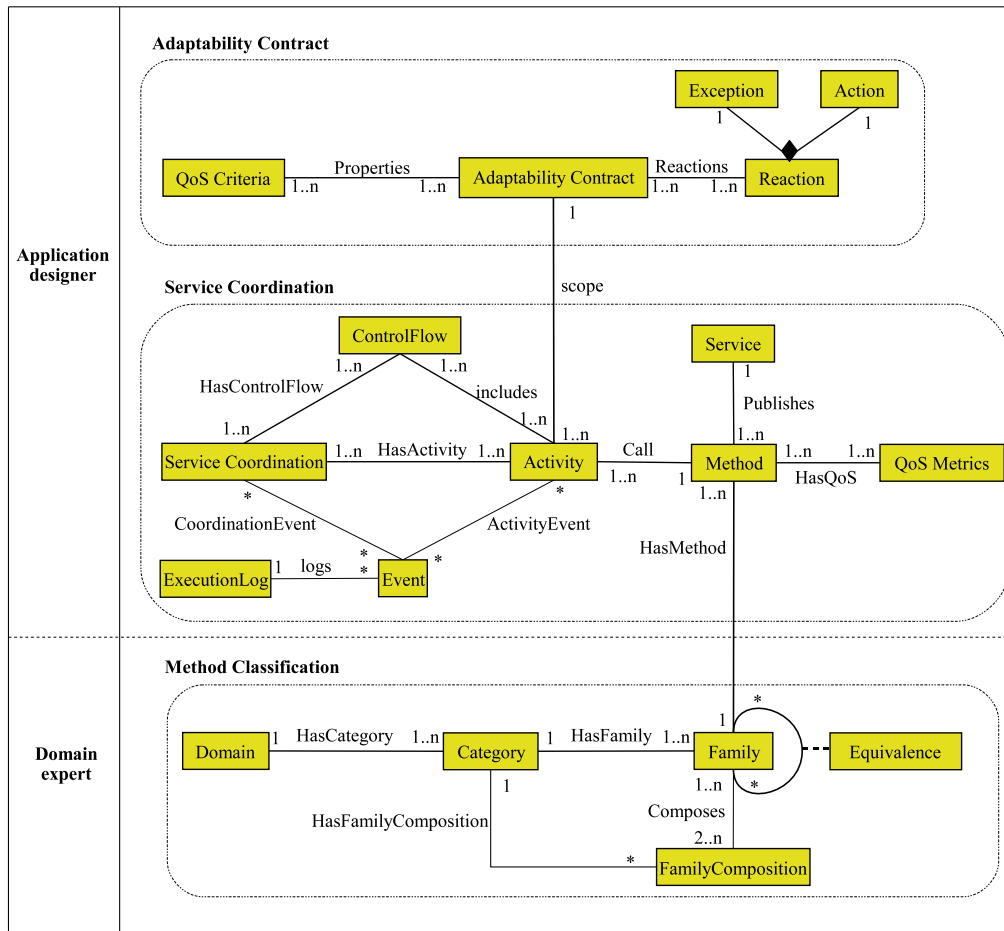 Adaptability Contract
Exception
Action
1
1
QoS Criteria
Properties
1..n
1..n
Adaptability Contract
Reactions
1..n
1..n
Reaction
1
Application
designer
scope
Service Coordination
ControlFlow
1..n
1..n
HasControlFlow
includes
1..n
1..n
1..n
Service
1
Publishes
1..n
Service Coordination
1..n
HasActivity
1..n
Activity
Call
1..n
1
Method
1..n
1..n
HasQoS
QoS Metrics
1..n
*
*
CoordinationEvent
ActivityEvent
HasMethod
*
*
*
ExecutionLog
1
logs
Event
Method Classification
Domain
expert
Domain
1
HasCategory
1..n
Category
1
HasFamily
1..n
1
Family
*
*
Equivalence
1
1..n
HasFamilyComposition
Composes
2..n
*
FamilyComposition